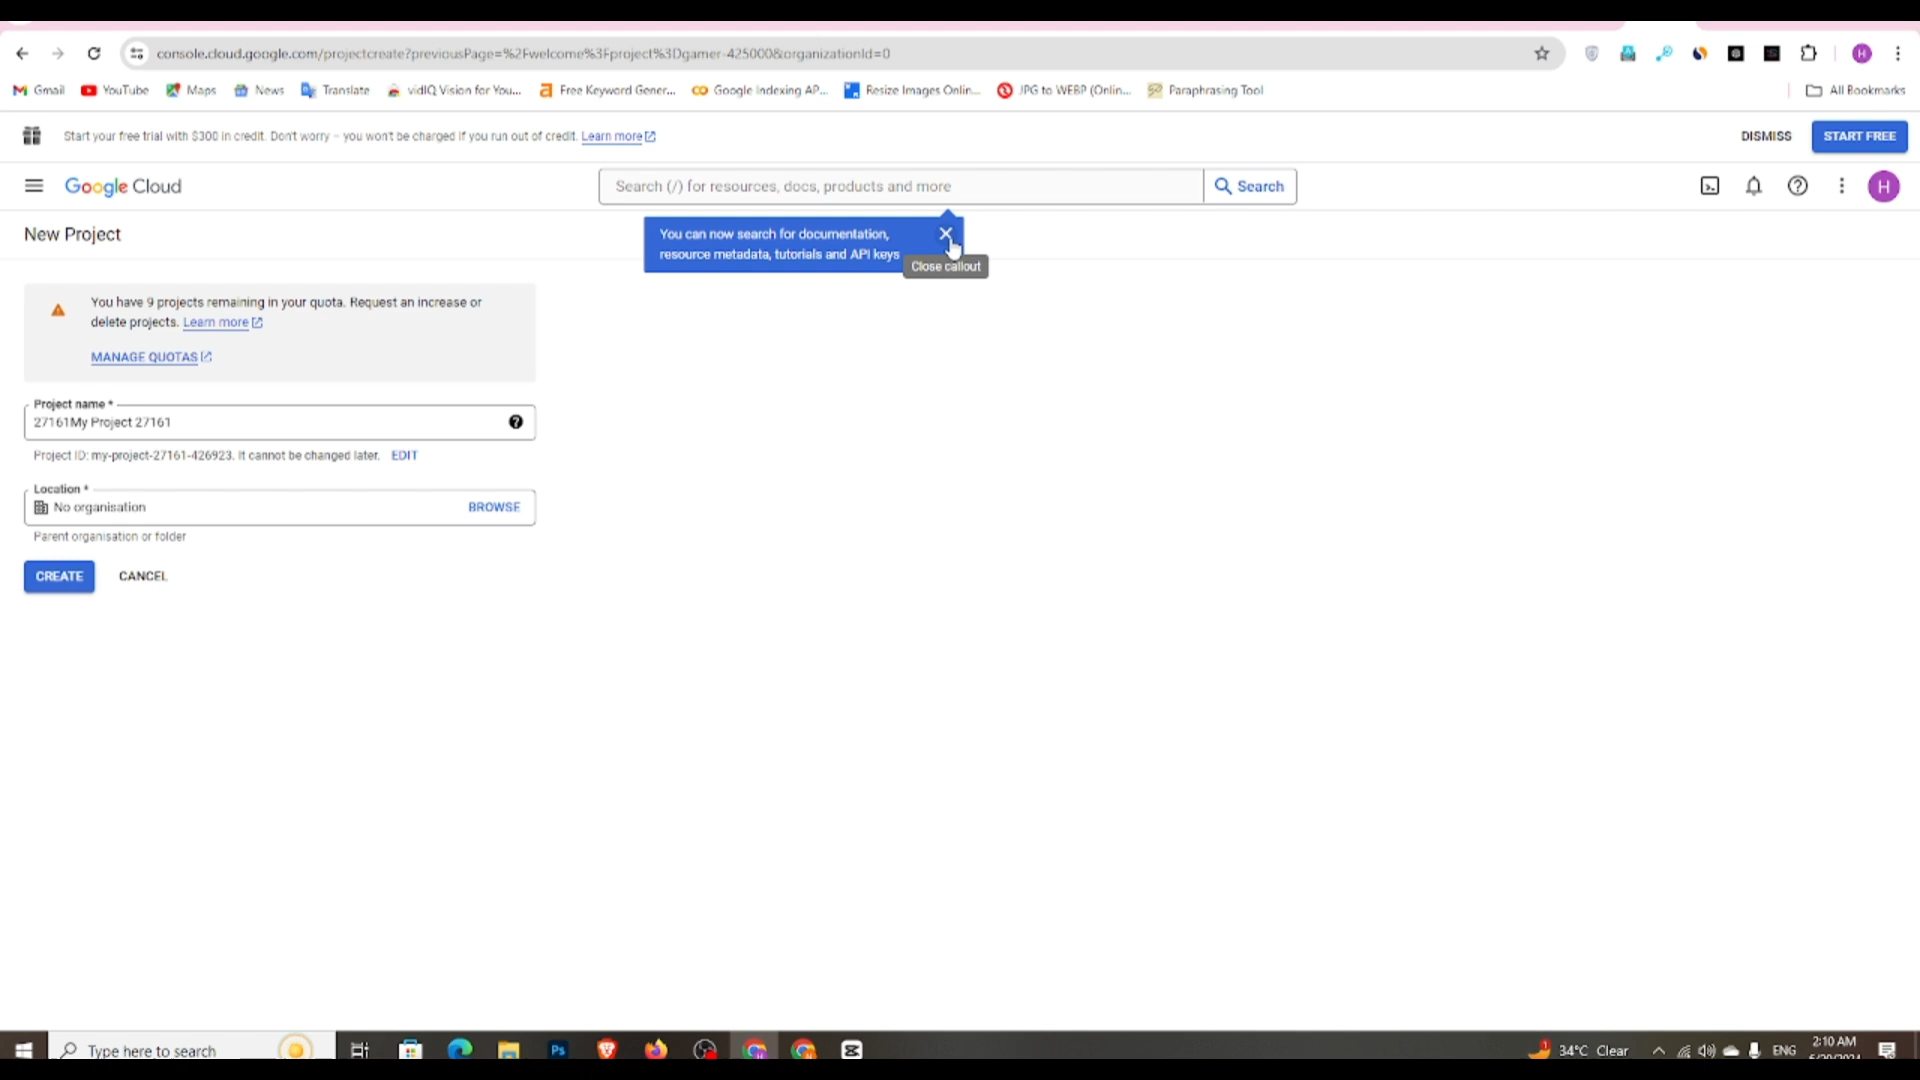 console.cloud.google.com/projectcreate?previousPage=%2Fwelcome%3Fproject%3Dgamer-425000&organizationId=0
H
Gmail
YouTube
Maps
News
Translate
vidIQ Vision for You...
Free Keyword Gener...
Google Indexing AP...
Resize Images Onlin...
JPG to WEBP (Onlin...
Paraphrasing Tool
All Bookmarks
Start your free trial with $300 in credit. Don't worry – you won't be charged if you run out of credit. Learn more
DISMISS
START FREE
Google Cloud
Search (/) for resources, docs, products and more
Search
H
New Project
You can now search for documentation,
resource metadata, tutorials and API keys
Close callout
You have 9 projects remaining in your quota. Request an increase or
delete projects. Learn more
MANAGE QUOTAS
Project name *
27161My Project 27161
Project ID: my-project-27161-426923. It cannot be changed later. EDIT
Location *
No organisation
BROWSE
Parent organisation or folder
CREATE
CANCEL
Type here to search
Ps
34°C Clear
ENG
2:10 AM